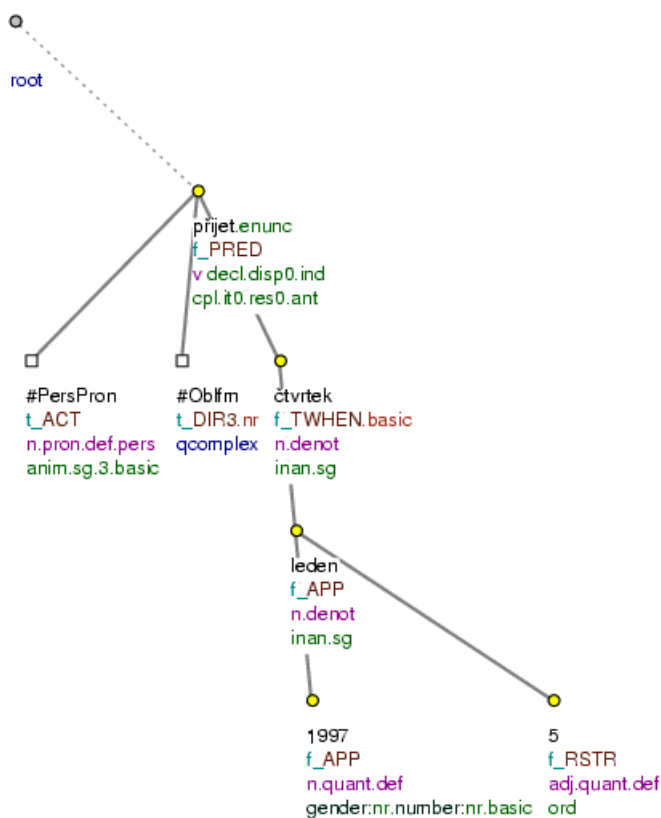 root
přijet.enunc
f_PRED
v decl.disp0.ind
cpl.it0.res0.ant
#PersPron
t_ACT
n.pron.def.pers
anim.sg.3.basic
#Oblfm
t_DIR3.nr
qcomplex
čtvrtek
f_TWHEN.basic
n.denot
inan.sg
leden
f_APP
n.denot
inan.sg
1997
f_APP
n.quant.def
gender:nr.number:nr.basic
5
f_RSTR
adj.quant.def
ord